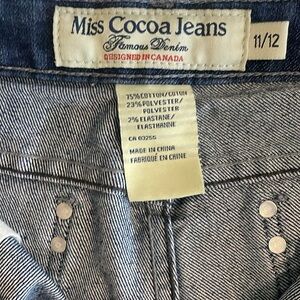 Miss Cocoa Jeans
Famous Denim
DESIGNED IN CANADA
11/12
75% COTTON/COTON
23% POLYESTER/
POLYESTER
2% ELASTANE/
ELASTHANNE
CA 03255
MADE IN CHINA
FABRIQUÉ EN CHINE